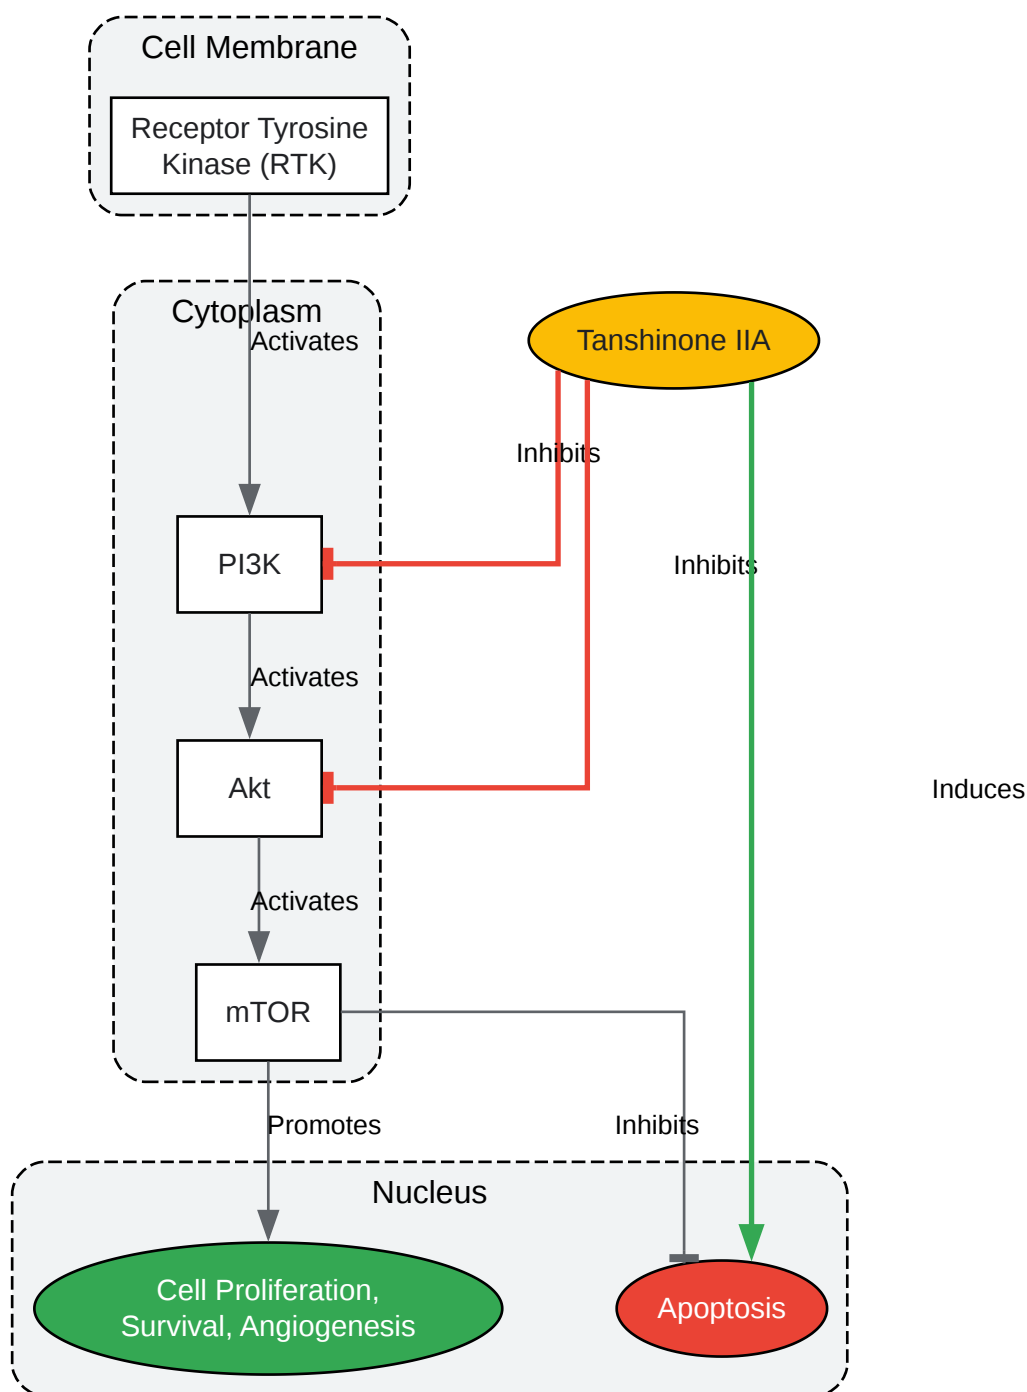 Cell Membrane
Receptor Tyrosine
Kinase (RTK)
Cytoplasm
Activates
Tanshinone IIA
Inhibits
PI3K
Inhibits
Activates
Akt
Induces
Activates
mTOR
Promotes
Inhibits
Nucleus
Cell Proliferation,
Survival, Angiogenesis
Apoptosis